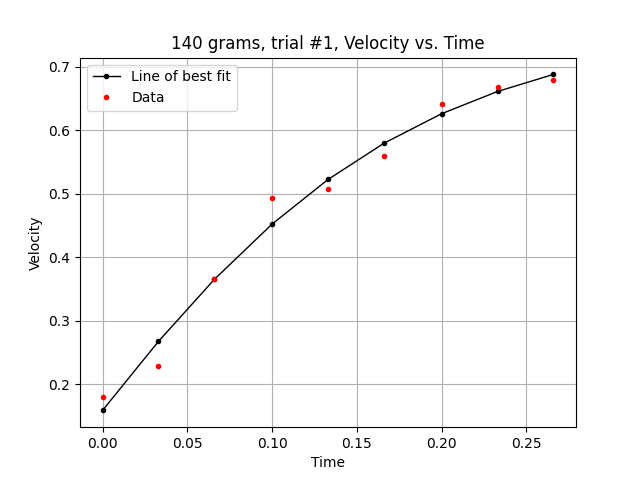 140 grams, trial #1, Velocity vs. Time
Line of best fit
Data
0.7
0.6
0.5
0.4
0.3
0.2
Velocity
0.00 0.05 0.10 0.15 0.20 0.25
Time